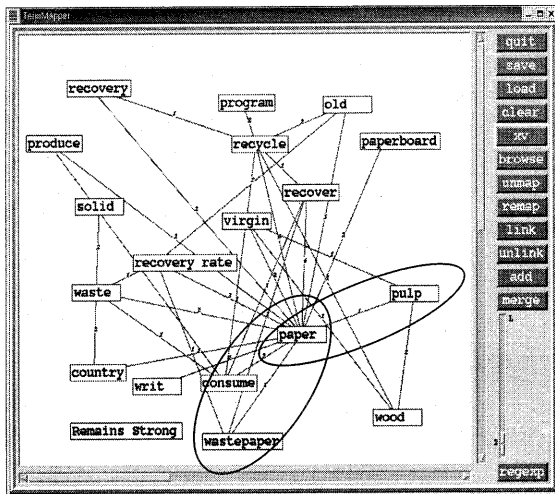 TermMapper
quit
save
load
clear
xv
browse
unmap
remap
link
unlink
add
merge
1
regexp
recovery
program
old
produce
recycle
paperboard
solid
recover
virgin
recovery rate
waste
pulp
paper
country
writ
consume
wood
Remains Strong
wastepaper